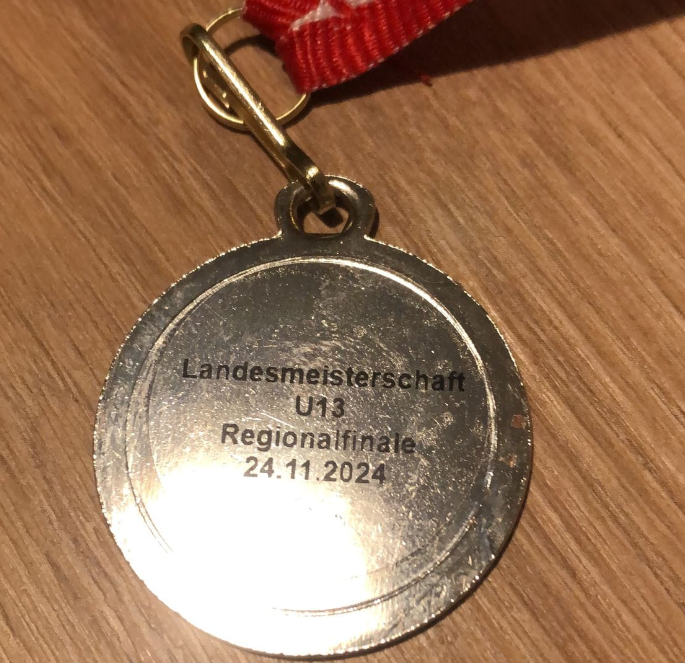 Landesmeisterschaft
U13
Regionalfinale
24.11.2024